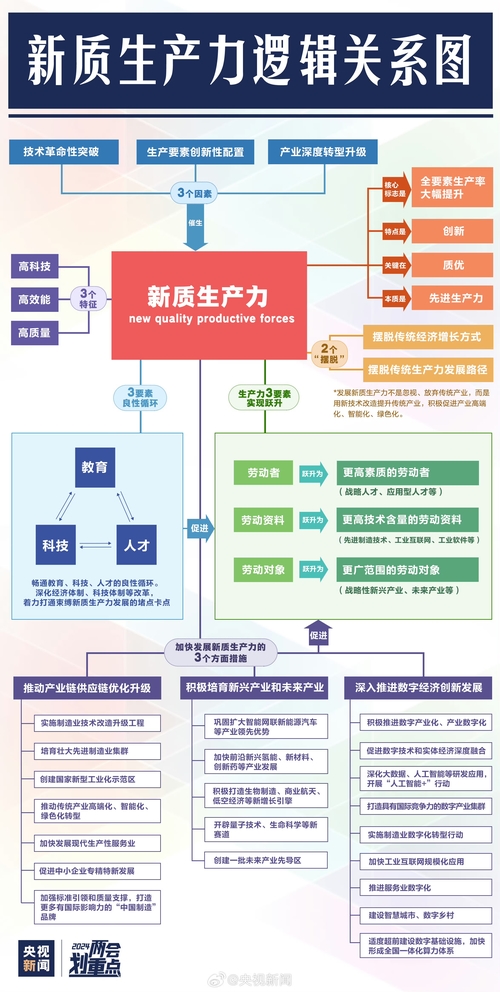 新质生产力逻辑关系图
技术革命性突破
生产要素创新性配置
产业深度转型升级
3个因素
催生
高科技
高效能
高质量
3个
特征
新质生产力
new quality productive forces
核心
标志是
全要素生产率
大幅提升
特点是
创新
关键在
质优
本质是
先进生产力
2个
“摆脱”
摆脱传统经济增长方式
摆脱传统生产力发展路径
*发展新质生产力不是忽视、放弃传统产业，而是
用新技术改造提升传统产业，积极促进产业高端
化、智能化、绿色化。
3要素
良性循环
教育
科技
人才
畅通教育、科技、人才的良性循环。
深化经济体制、科技体制等改革，
着力打通束缚新质生产力发展的堵点卡点
促进
生产力3要素
实现跃升
劳动者
跃升为
更高素质的劳动者
（战略人才、应用型人才等）
劳动资料
跃升为
更高技术含量的劳动资料
（先进制造技术、工业互联网、工业软件等）
劳动对象
跃升为
更广范围的劳动对象
（战略性新兴产业、未来产业等）
促进
加快发展新质生产力的
3个方面措施
推动产业链供应链优化升级
实施制造业技术改造升级工程
培育壮大先进制造业集群
创建国家新型工业化示范区
推动传统产业高端化、智能化、
绿色化转型
加快发展现代生产性服务业
促进中小企业专精特新发展
加强标准引领和质量支撑，打造
更多有国际影响力的“中国制造”
品牌
积极培育新兴产业和未来产业
巩固扩大智能网联新能源汽车
等产业领先优势
加快前沿新兴氢能、新材料、
创新药等产业发展
积极打造生物制造、商业航天、
低空经济等新增长引擎
开辟量子技术、生命科学等新
赛道
创建一批未来产业先导区
深入推进数字经济创新发展
积极推进数字产业化、产业数字化
促进数字技术和实体经济深度融合
深化大数据、人工智能等研发应用，
开展“人工智能+”行动
打造具有国际竞争力的数字产业集群
实施制造业数字化转型行动
加快工业互联网规模化应用
推进服务业数字化
建设智慧城市、数字乡村
适度超前建设数字基础设施，加快
形成全国一体化算力体系
央视
新闻
2024两会
划重点
@央视新闻